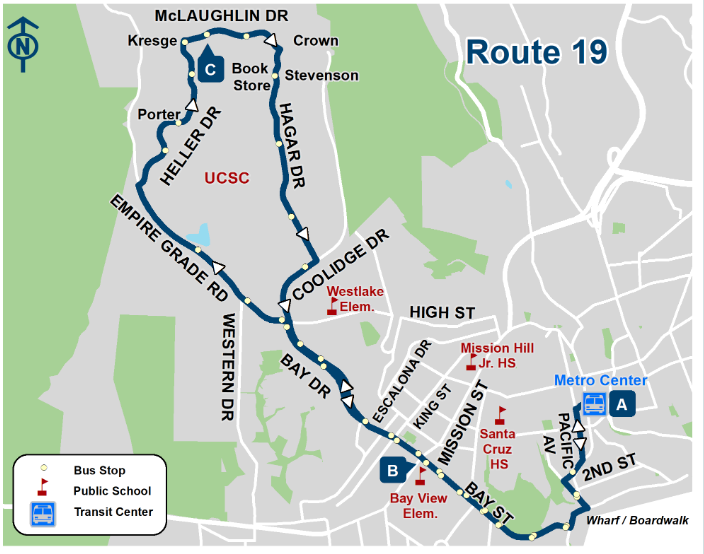 McLAUGHLIN DR
N
Kresge
Crown
Route 19
C
Book
Store
Stevenson
Porter
HELLER DR
HAGAR DR
UCSC
EMPIRE GRADE RD
COOLIDGE DR
Westlake
Elem.
HIGH ST
WESTERN DR
BAY DR
ESCALONA DR
KING ST
Mission Hill
Jr. HS
MISSION ST
Metro Center
A
PACIFIC
AV
Santa
Cruz
HS
2ND ST
B
Bay View
Elem.
BAY ST
Wharf / Boardwalk
Bus Stop
Public School
Transit Center